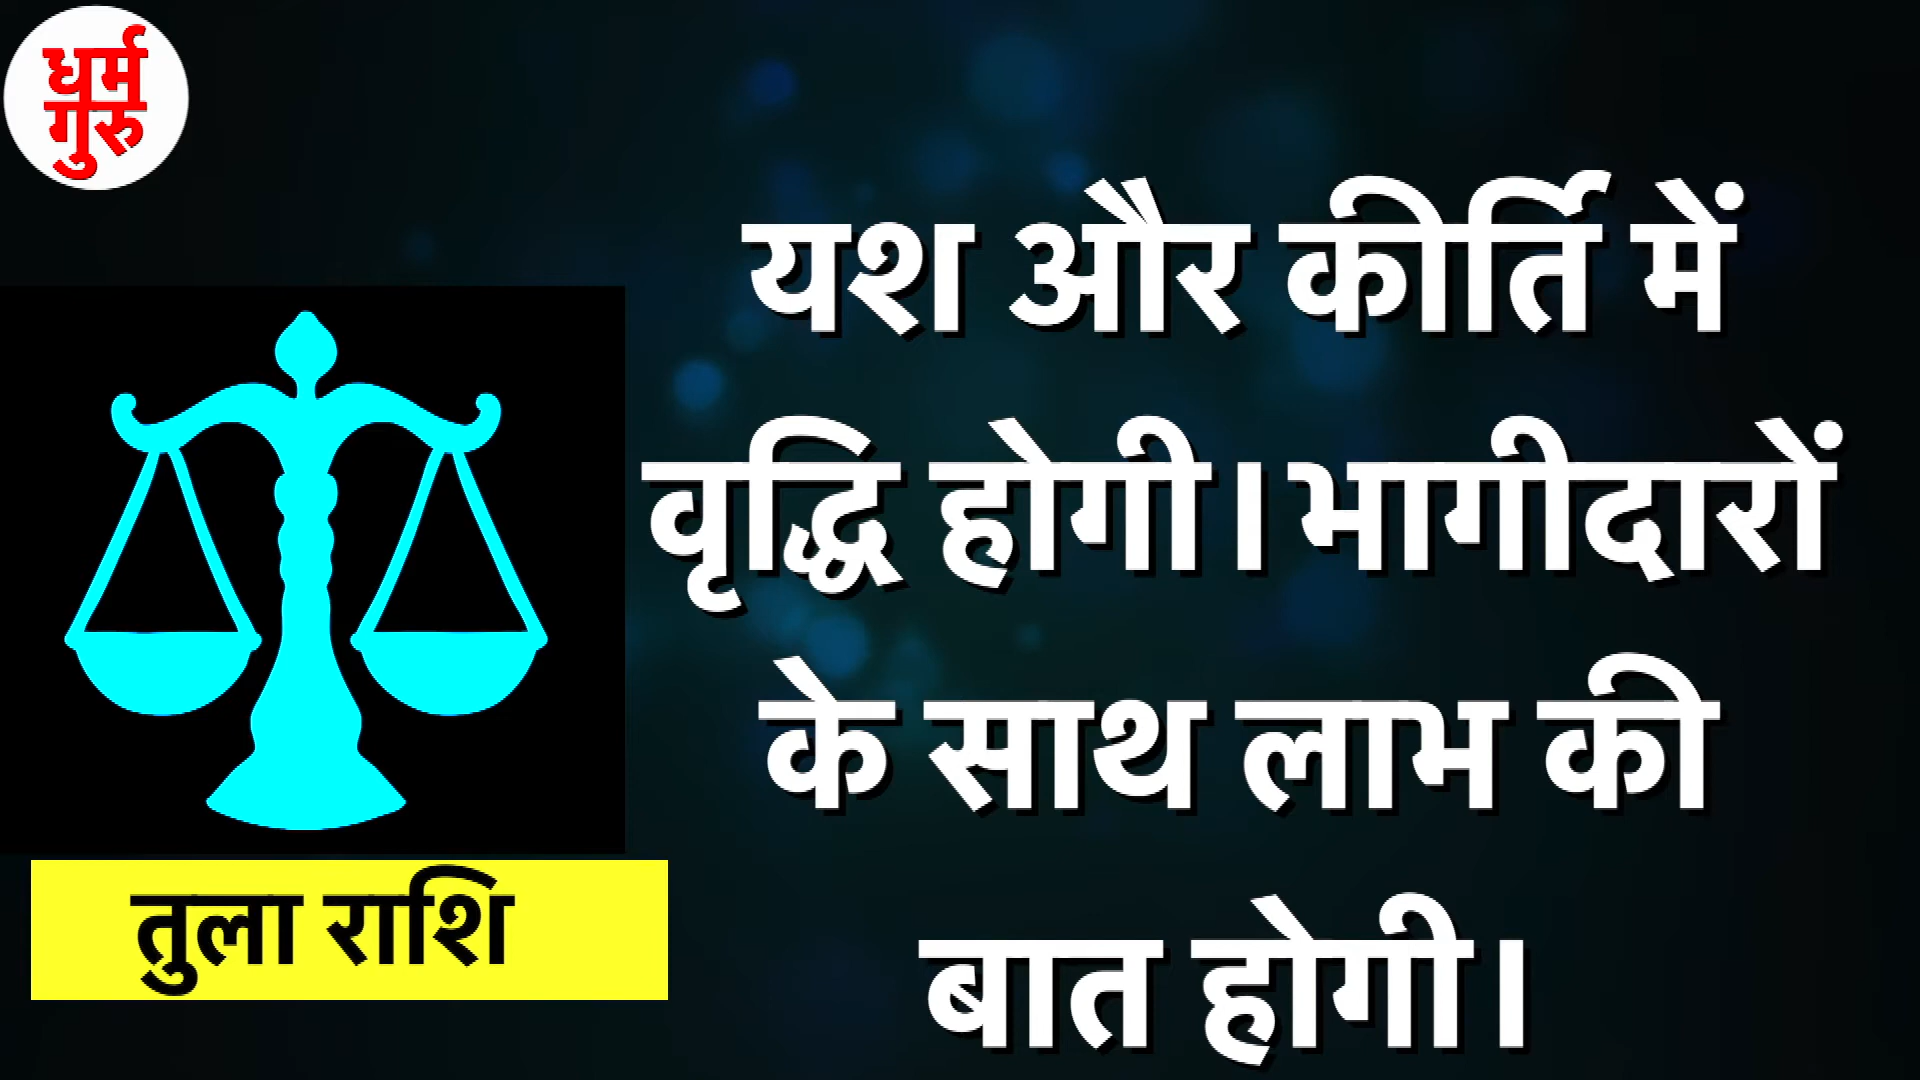 धर्म
गुरु
यश और कीर्ति में
वृद्धि होगी।भागीदारों
के साथ लाभ की
बात होगी।
तुला राशि